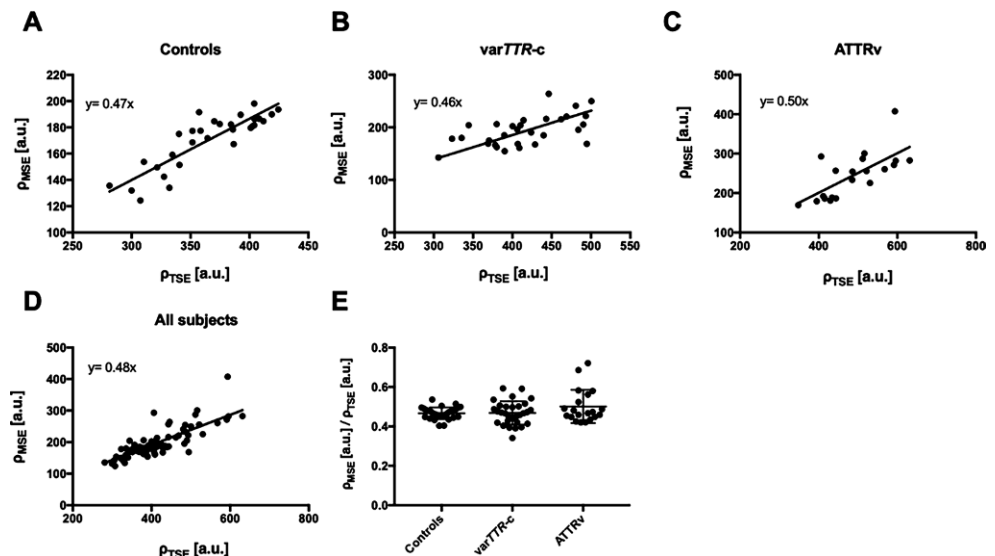 A
Controls
y= 0.47x
220
200
180
160
140
120
100
250
300
350
400
450
ρMSE [a.u.]
ρTSE [a.u.]
B
varTTR-c
y= 0.46x
300
200
100
0
250
300
350
400
450
500
550
ρMSE [a.u.]
ρTSE [a.u.]
C
ATTRv
y= 0.50x
500
400
300
200
100
0
200
400
600
800
ρMSE [a.u.]
ρTSE [a.u.]
D
All subjects
y= 0.48x
500
400
300
200
100
0
200
400
600
800
ρMSE [a.u.]
ρTSE [a.u.]
E
0.8
0.6
0.4
0.2
0.0
ρMSE [a.u.] / ρTSE [a.u.]
Controls
varTTR-c
ATTRv